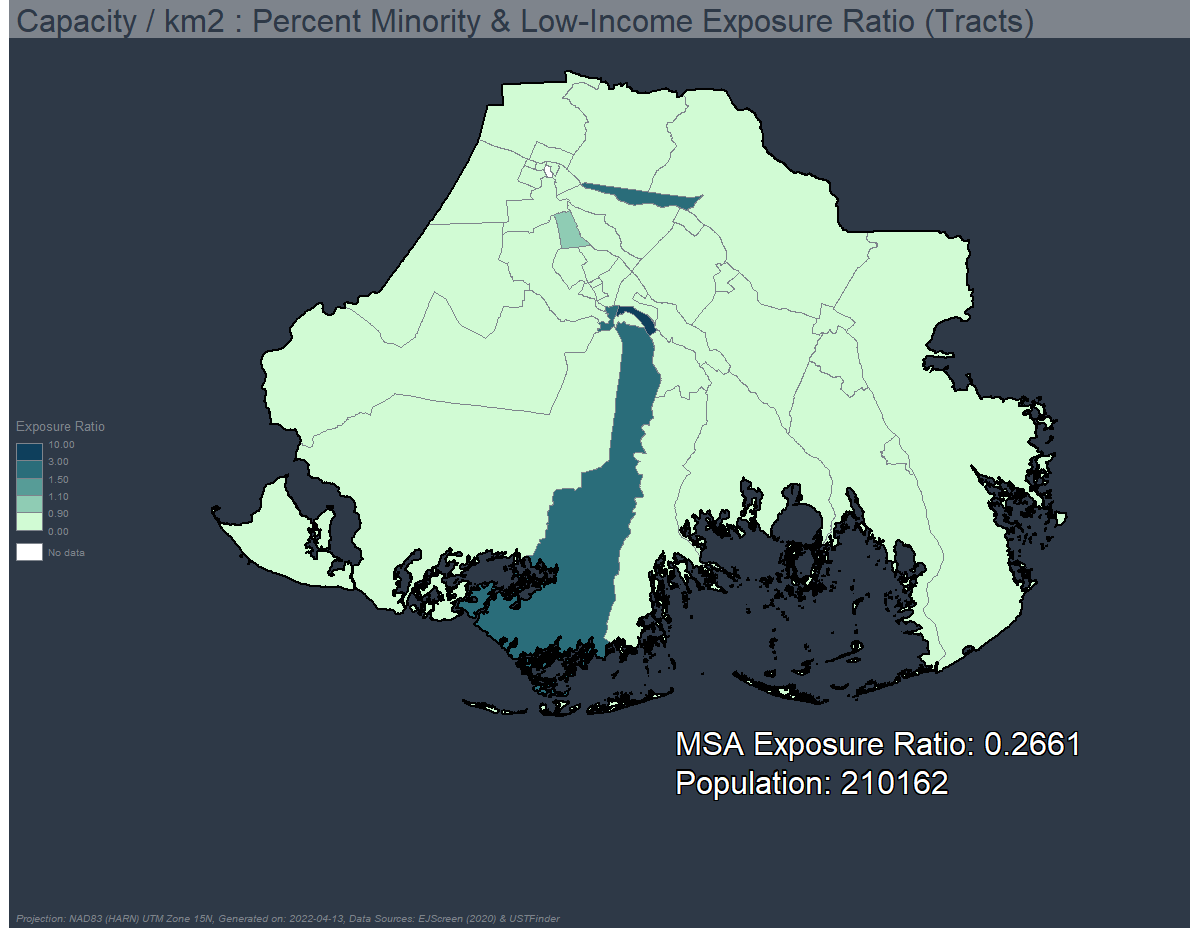 Capacity / km2 : Percent Minority & Low-Income Exposure Ratio (Tracts)
Exposure Ratio
10.00
3.00
1.50
1.10
0.90
0.00
No data
MSA Exposure Ratio: 0.2661
Population: 210162
Projection: NAD83 (HARN) UTM Zone 15N, Generated on: 2022-04-13, Data Sources: EJScreen (2020) & USTFinder